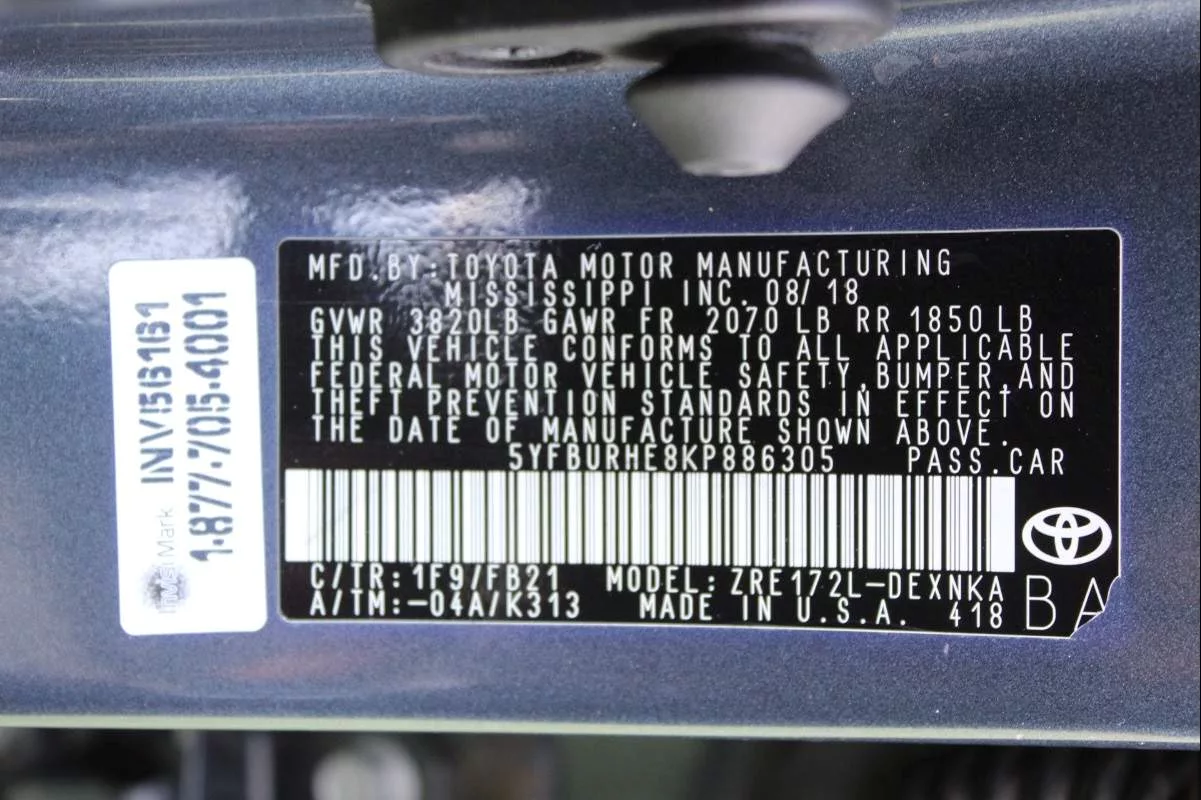 MFD.BY:TOYOTA MOTOR MANUFACTURING
MISSISSIPPI INC. 08/18
GVWR 3820LB GAWR FR 2070 LB RR 1850 LB
THIS VEHICLE CONFORMS TO ALL APPLICABLE
FEDERAL MOTOR VEHICLE SAFETY,BUMPER,AND
THEFT PREVENTION STANDARDS IN EFFECT ON
THE DATE OF MANUFACTURE SHOWN ABOVE.
5YFBURHE8KP886305 PASS.CAR
C/TR:1F9/FB21 MODEL:ZRE172L-DEXNKA
A/TM:-04A/K313 MADE IN U.S.A. 418
BA
Mark
1·877·705·4001